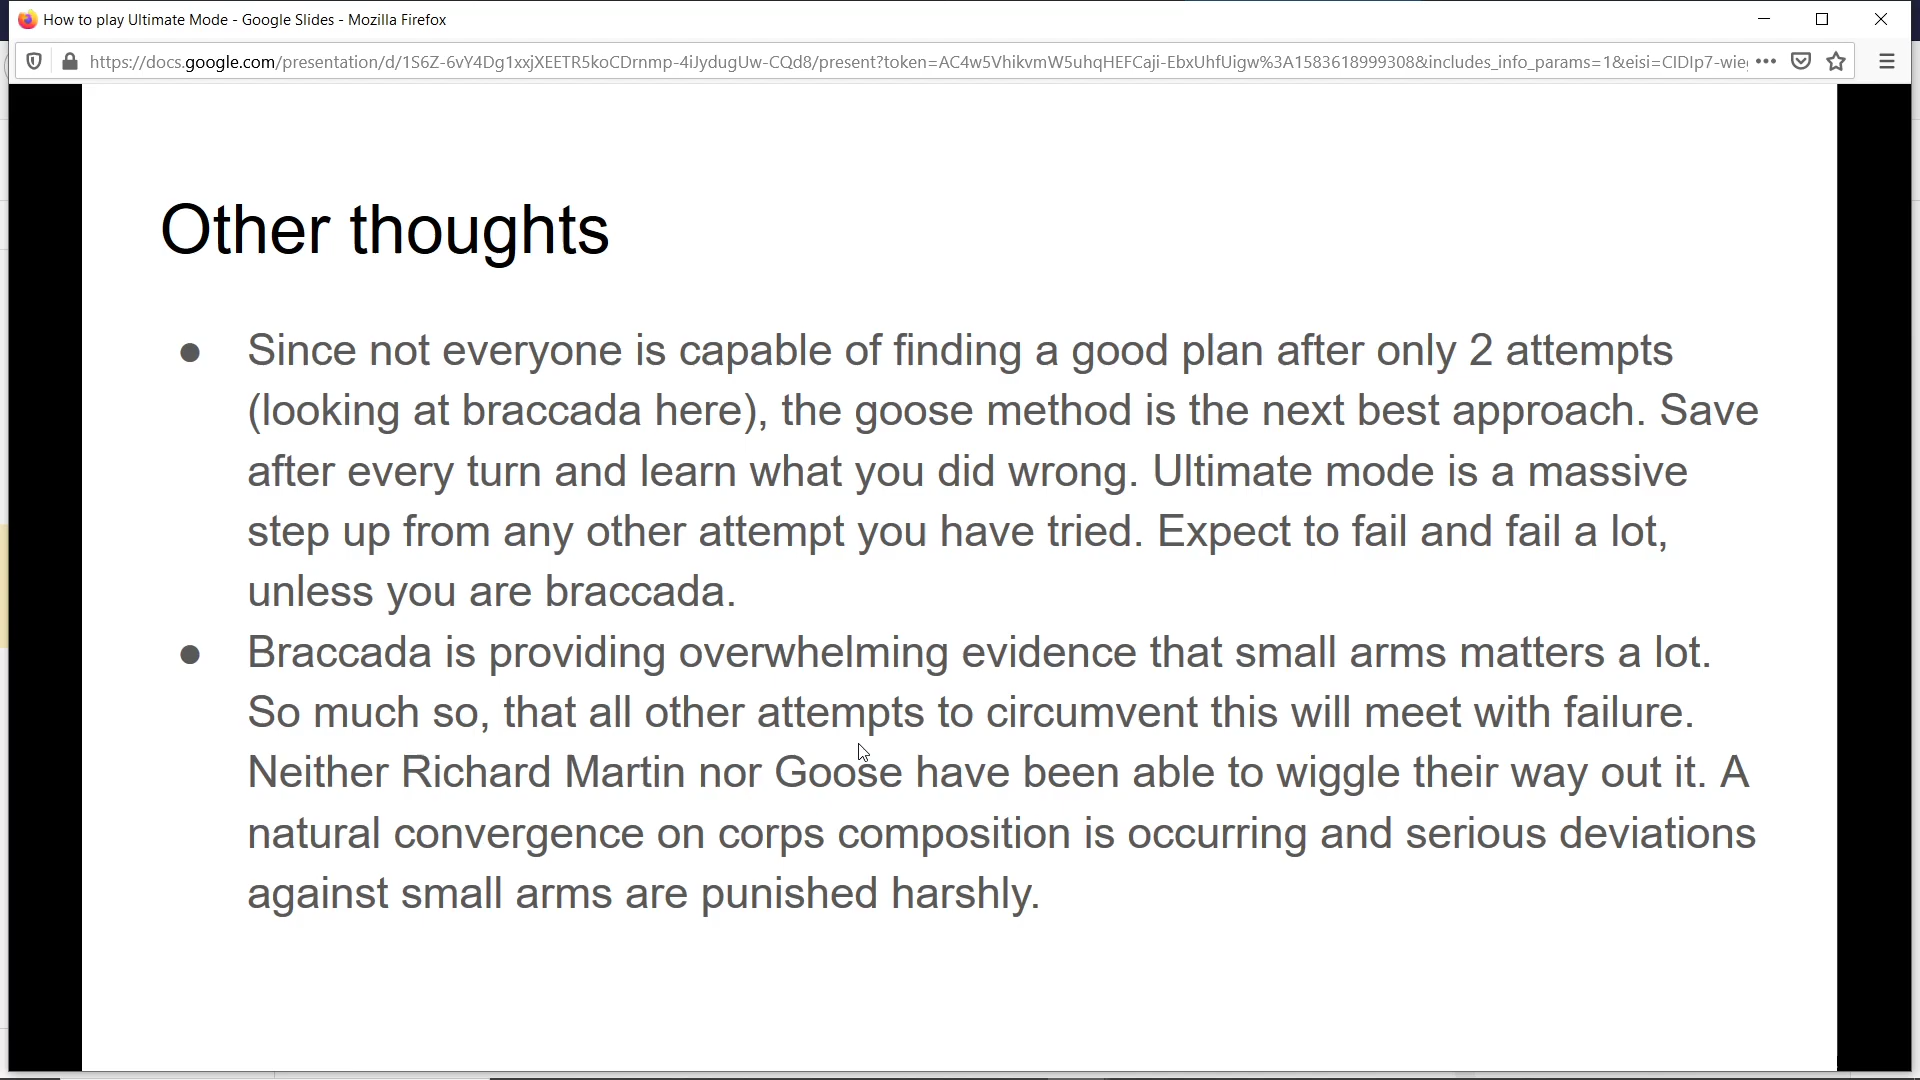 How to play Ultimate Mode - Google Slides - Mozilla Firefox
https://docs.google.com/presentation/d/1S6Z-6vY4Dg1xxjXEETR5koCDrnmp-4iJydugUw-CQd8/present?token=AC4w5VhikvmW5uhqHEFCaji-EbxUhfUigw%3A1583618999308&includes_info_params=1&eisi=CIDIp7-wie
Other thoughts
● Since not everyone is capable of finding a good plan after only 2 attempts
(looking at braccada here), the goose method is the next best approach. Save
after every turn and learn what you did wrong. Ultimate mode is a massive
step up from any other attempt you have tried. Expect to fail and fail a lot,
unless you are braccada.
● Braccada is providing overwhelming evidence that small arms matters a lot.
So much so, that all other attempts to circumvent this will meet with failure.
Neither Richard Martin nor Goose have been able to wiggle their way out it. A
natural convergence on corps composition is occurring and serious deviations
against small arms are punished harshly.